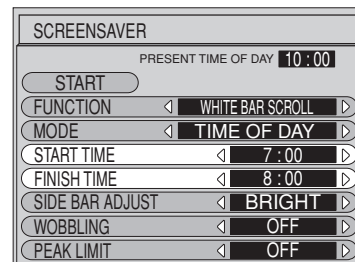 SCREENSAVER
PRESENT TIME OF DAY 10 : 00
START
FUNCTION WHITE BAR SCROLL
MODE TIME OF DAY
START TIME 7 : 00
FINISH TIME 8 : 00
SIDE BAR ADJUST BRIGHT
WOBBLING OFF
PEAK LIMIT OFF